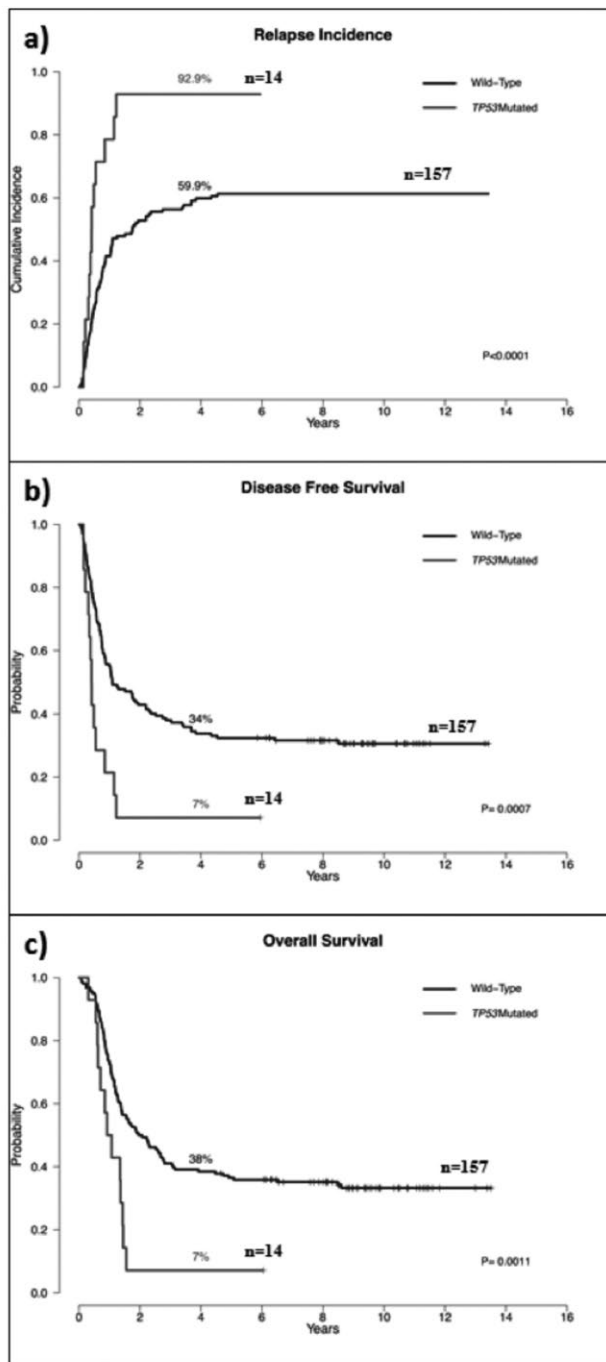 a)
Relapse Incidence
92.9%
n=14
Wild-Type
TP53Mutated
59.9%
n=157
P<0.0001
Cumulative Incidence
1.0
0.8
0.6
0.4
0.2
0.0
0 2 4 6 8 10 12 14 16
Years
b)
Disease Free Survival
Wild-Type
TP53Mutated
34%
n=157
7%
n=14
P= 0.0007
Probability
1.0
0.8
0.6
0.4
0.2
0.0
0 2 4 6 8 10 12 14 16
Years
c)
Overall Survival
Wild-Type
TP53Mutated
38%
n=157
7%
n=14
P= 0.0011
Probability
1.0
0.8
0.6
0.4
0.2
0.0
0 2 4 6 8 10 12 14 16
Years